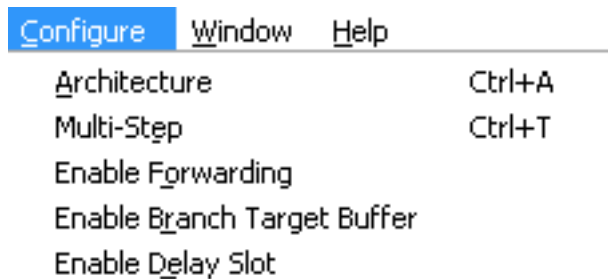 Configure Window Help
Architecture Ctrl+A
Multi-Step Ctrl+T
Enable Forwarding
Enable Branch Target Buffer
Enable Delay Slot